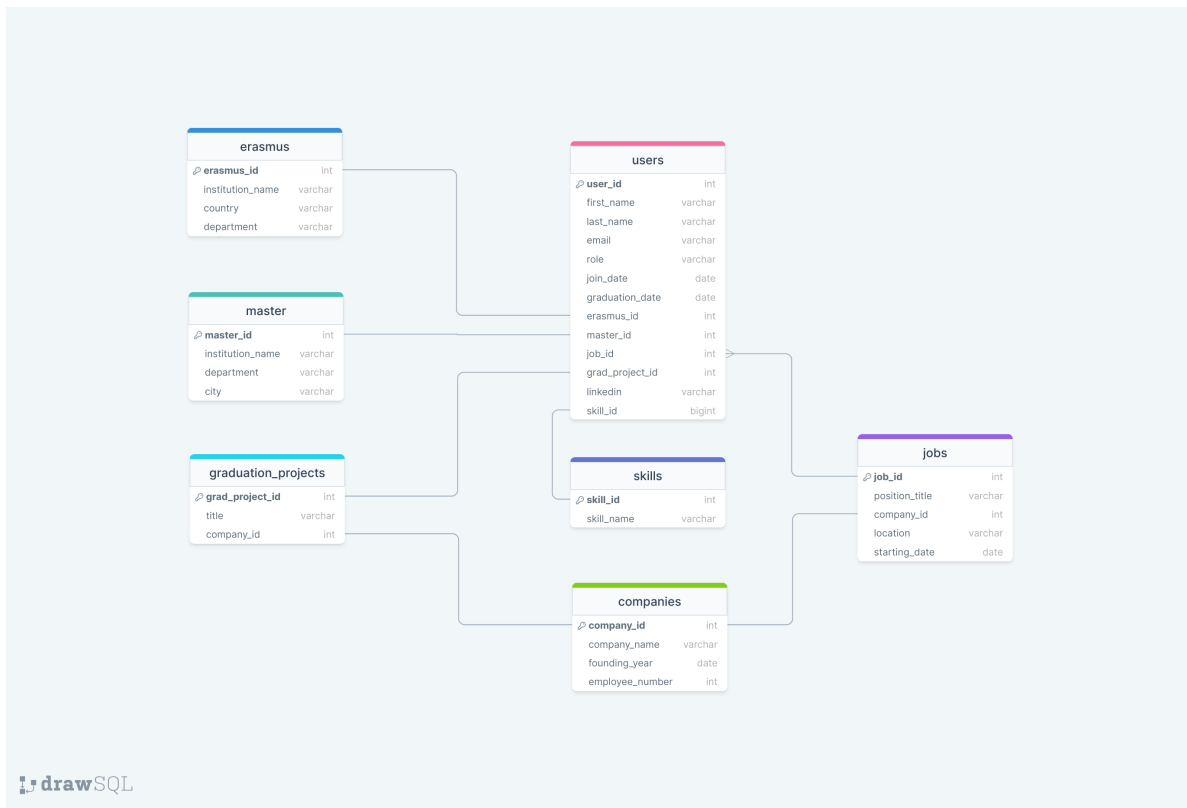 erasmus
erasmus_id int
institution_name varchar
country varchar
department varchar
users
user_id int
first_name varchar
last_name varchar
email varchar
role varchar
join_date date
graduation_date date
erasmus_id int
master_id int
job_id int
grad_project_id int
linkedin varchar
skill_id bigint
master
master_id int
institution_name varchar
department varchar
city varchar
graduation_projects
grad_project_id int
title varchar
company_id int
skills
skill_id int
skill_name varchar
jobs
job_id int
position_title varchar
company_id int
location varchar
starting_date date
companies
company_id int
company_name varchar
founding_year date
employee_number int
drawSQL